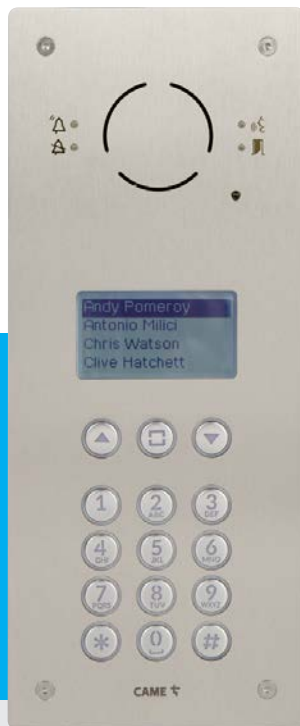 Andy Pomeroy
Antonio Milici
Chris Watson
Clive Hatchett
1 2 ABC 3 DEF
4 GHI 5 JKL 6 MNO
7 PQRS 8 TUV 9 WXYZ
* 0 #
CAME